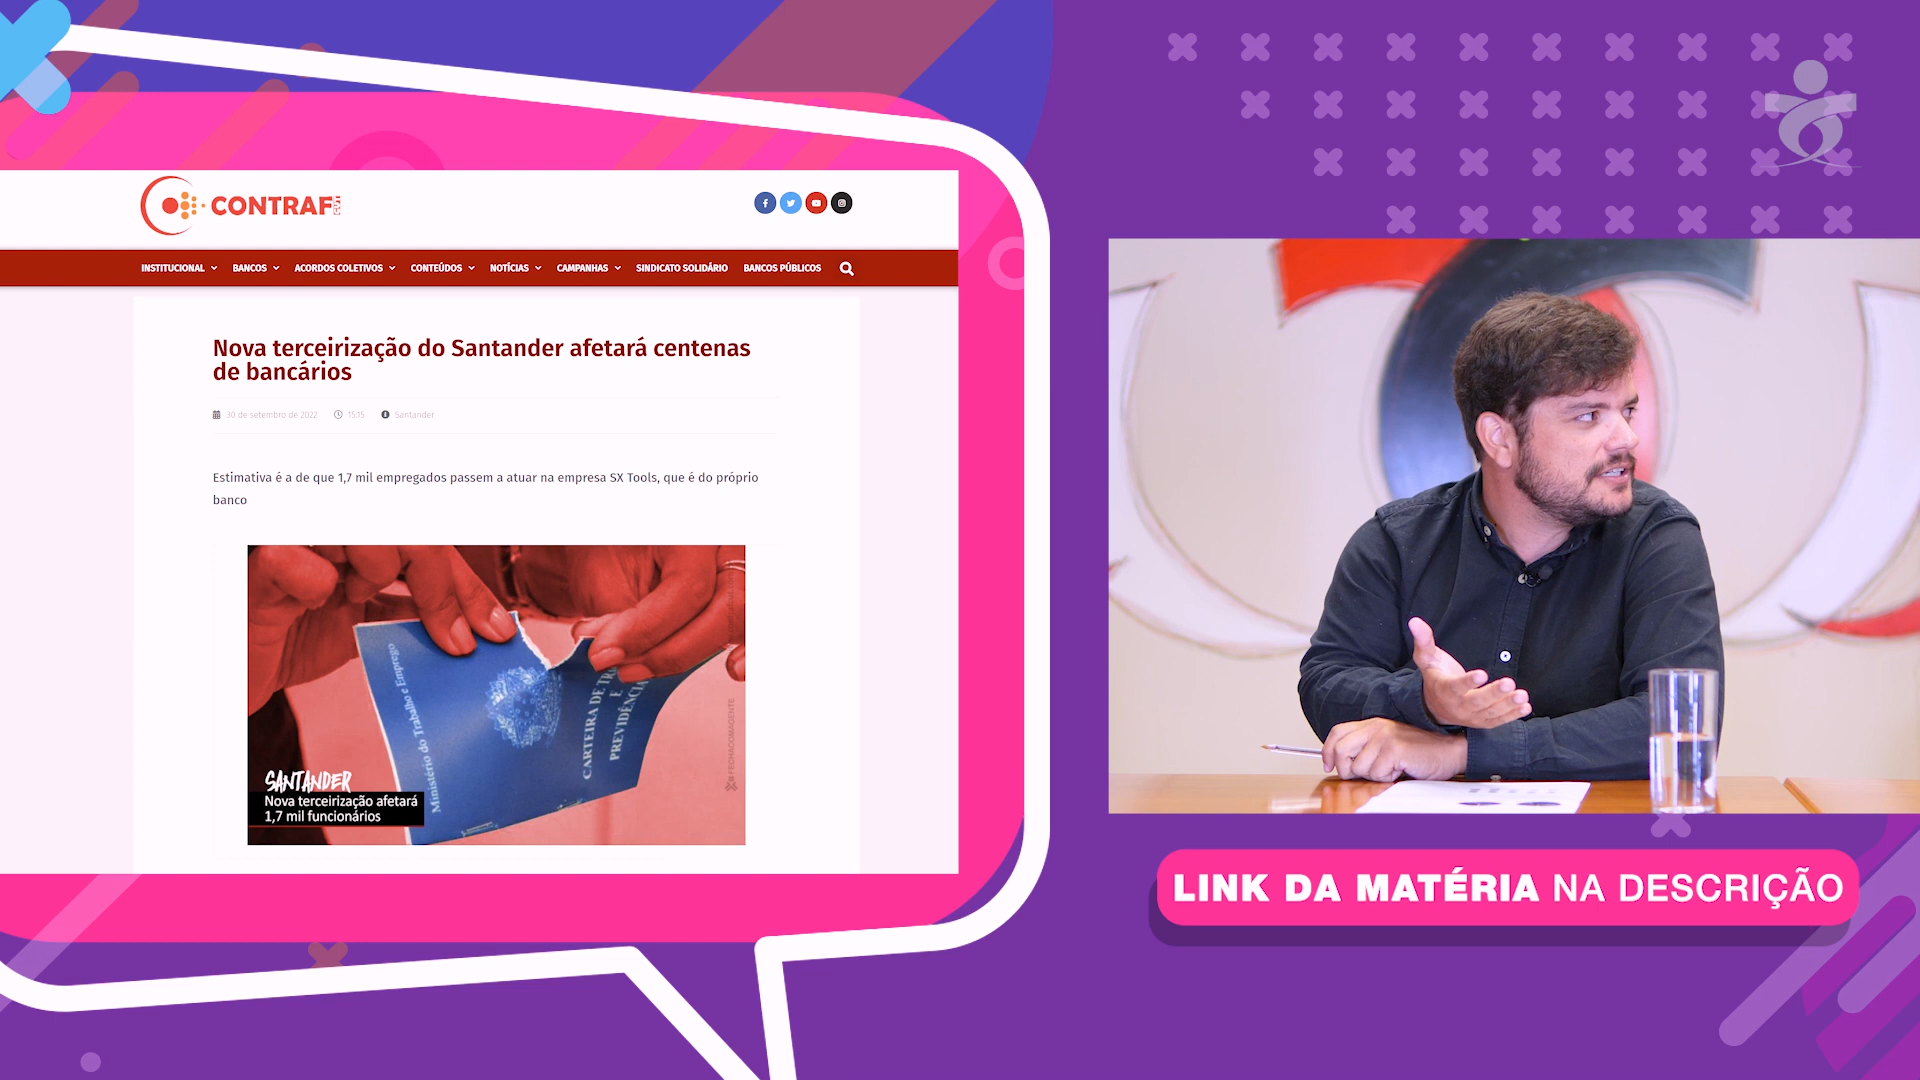 CONTRAF
CUT
INSTITUCIONAL BANCOS ACORDOS COLETIVOS CONTEÚDOS NOTÍCIAS CAMPANHAS SINDICATO SOLIDÁRIO BANCOS PÚBLICOS
Nova terceirização do Santander afetará centenas
de bancários
30 de setembro de 2022 15:15 Santander
Estimativa é a de que 1,7 mil empregados passem a atuar na empresa SX Tools, que é do próprio
banco
Ministério do Trabalho e Emprego
CARTEIRA DE TR
E
PREVIDÊNCIA
#FECHACOMAGENTE
SANTANDER
Nova terceirização afetará
1,7 mil funcionários
LINK DA MATÉRIA NA DESCRIÇÃO